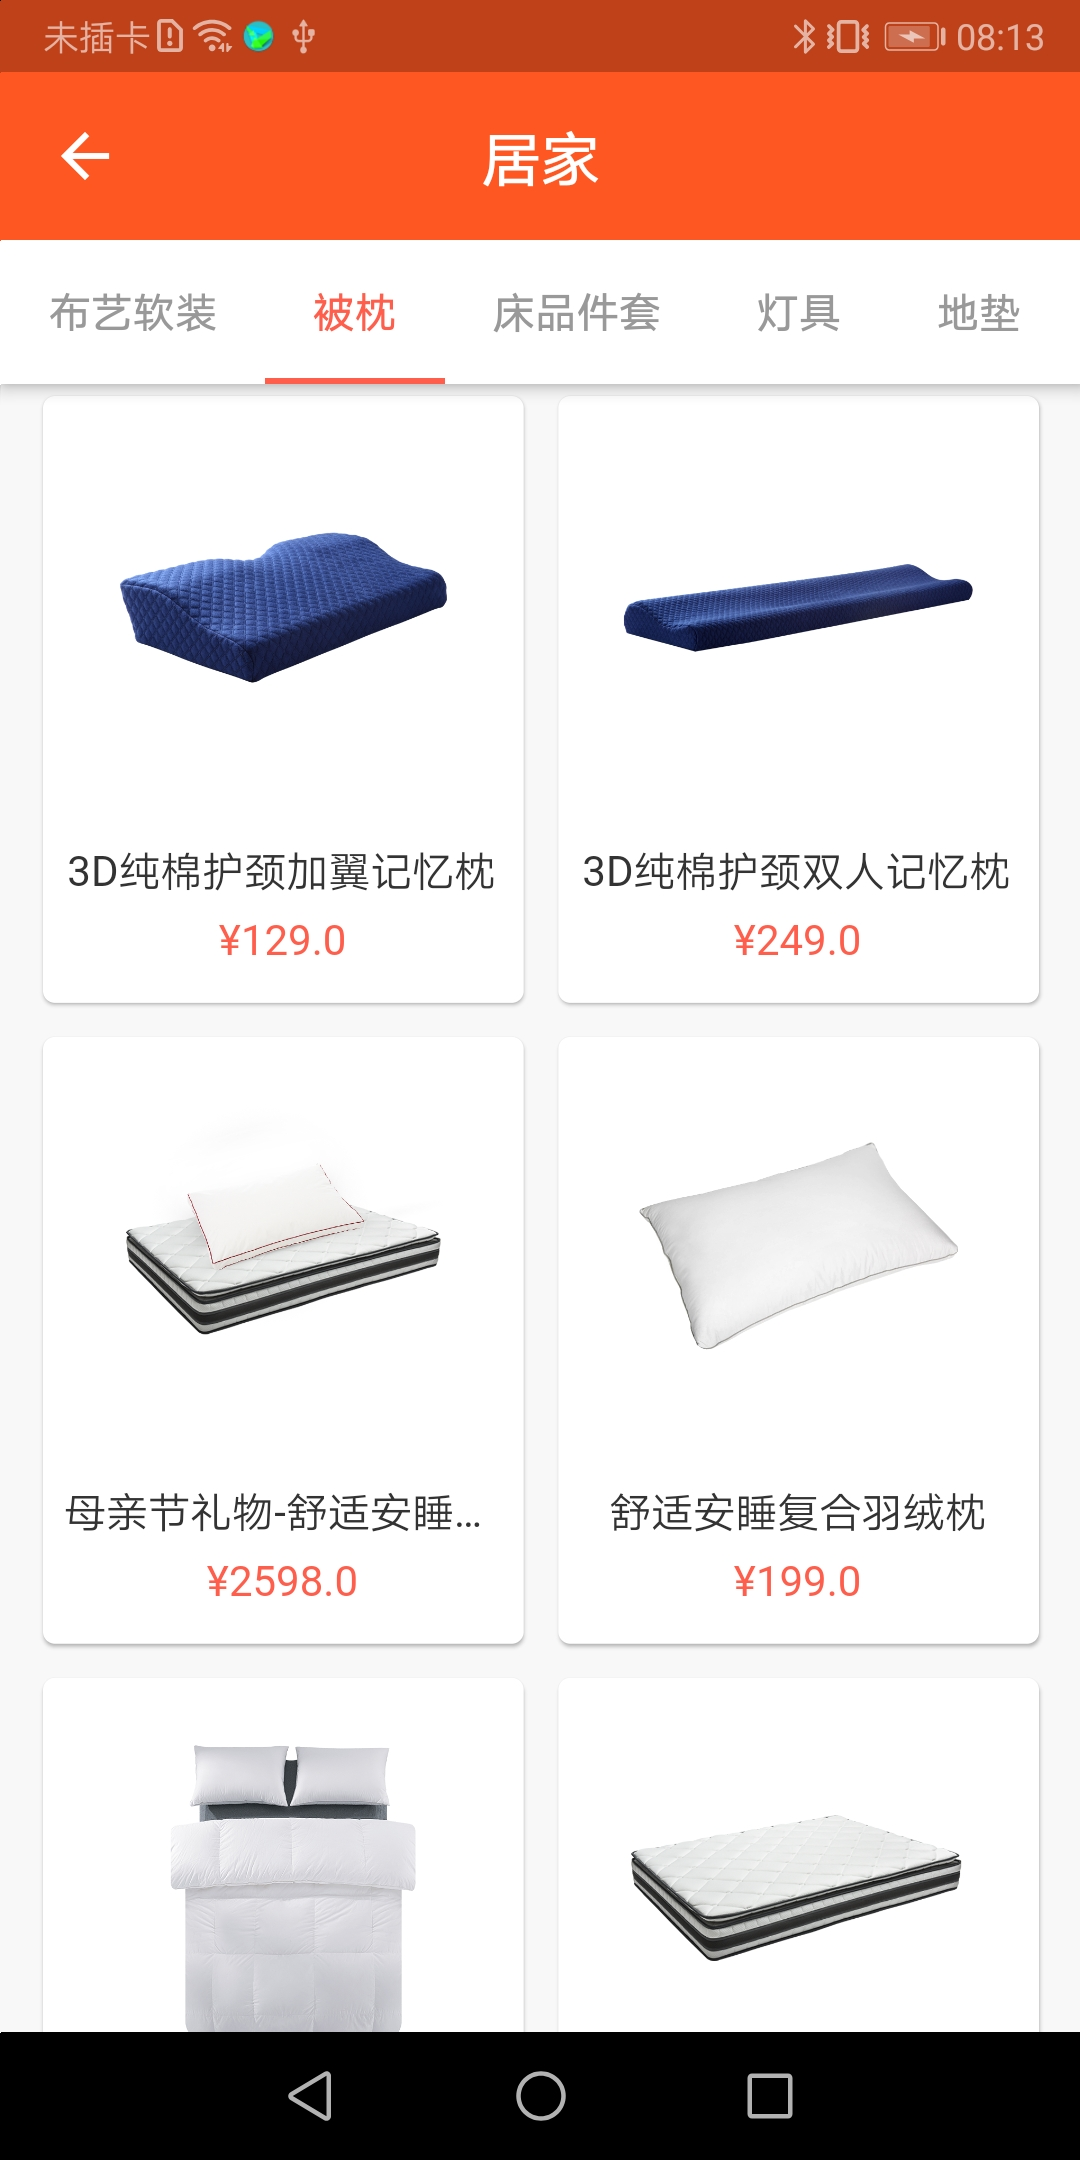 未插卡 08:13
居家
布艺软装 被枕 床品件套 灯具 地垫
3D纯棉护颈加翼记忆枕 3D纯棉护颈双人记忆枕
¥129.0 ¥249.0
母亲节礼物-舒适安睡... 舒适安睡复合羽绒枕
¥2598.0 ¥199.0